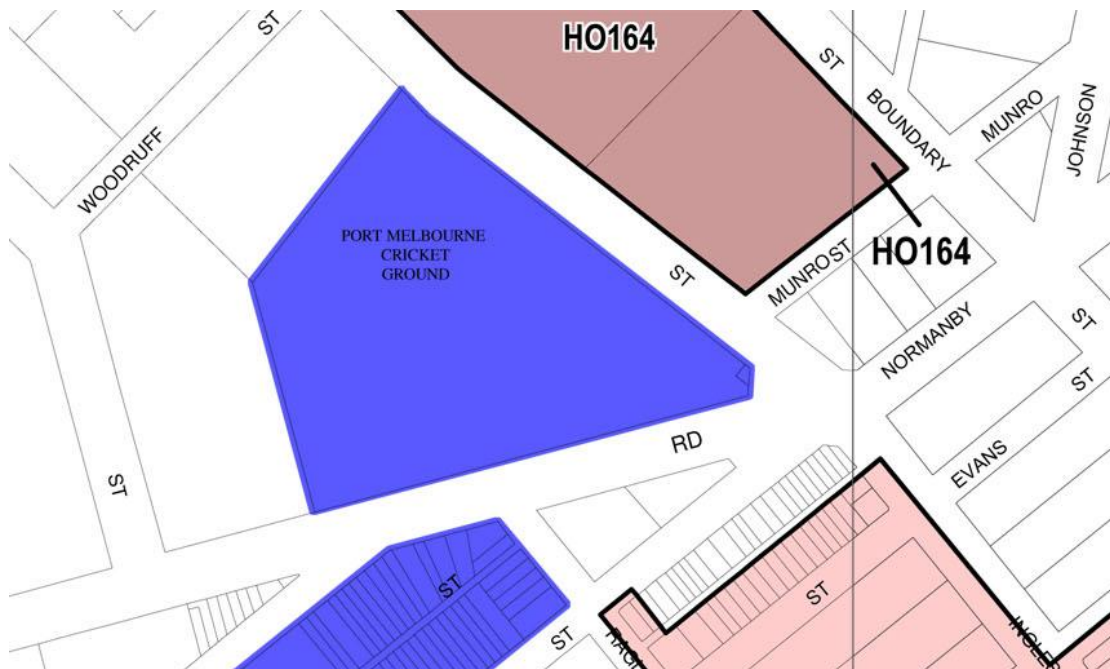 HO164
ST
ST
BOUNDARY
MUNRO
JOHNSON
WOODRUFF
PORT MELBOURNE
CRICKET
GROUND
HO164
MUNRO ST
ST
NORMANBY
ST
ST
RD
EVANS
ST
ST
ST
ST